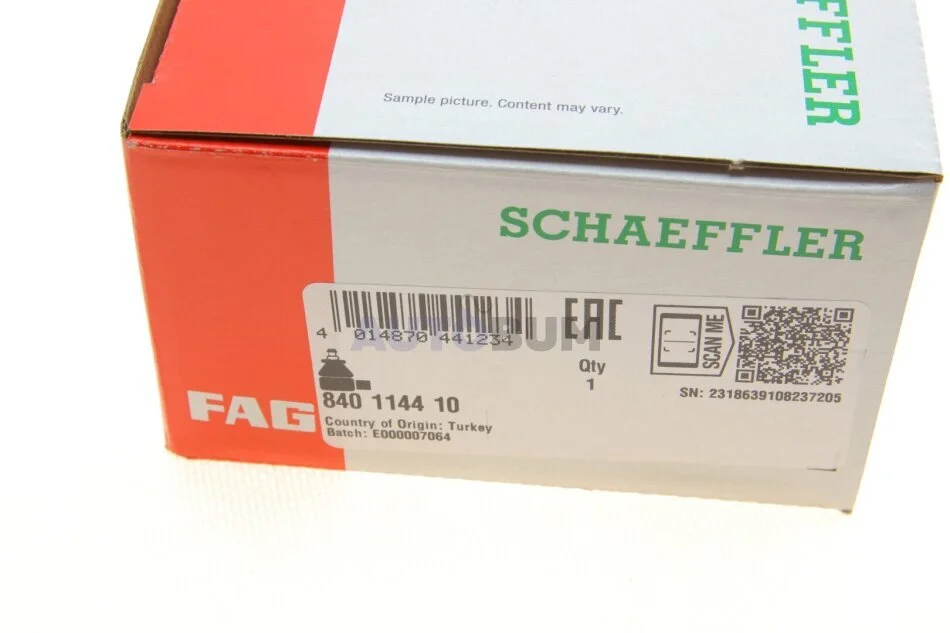 SCHAEFFLER
Sample picture. Content may vary.
SCHAEFFLER
4 014870 441234
EAC
AUTOBUM
SCAN ME
Qty
1
SN: 2318639108237205
840 1144 10
FAG
Country of Origin: Turkey
Batch: E000007064